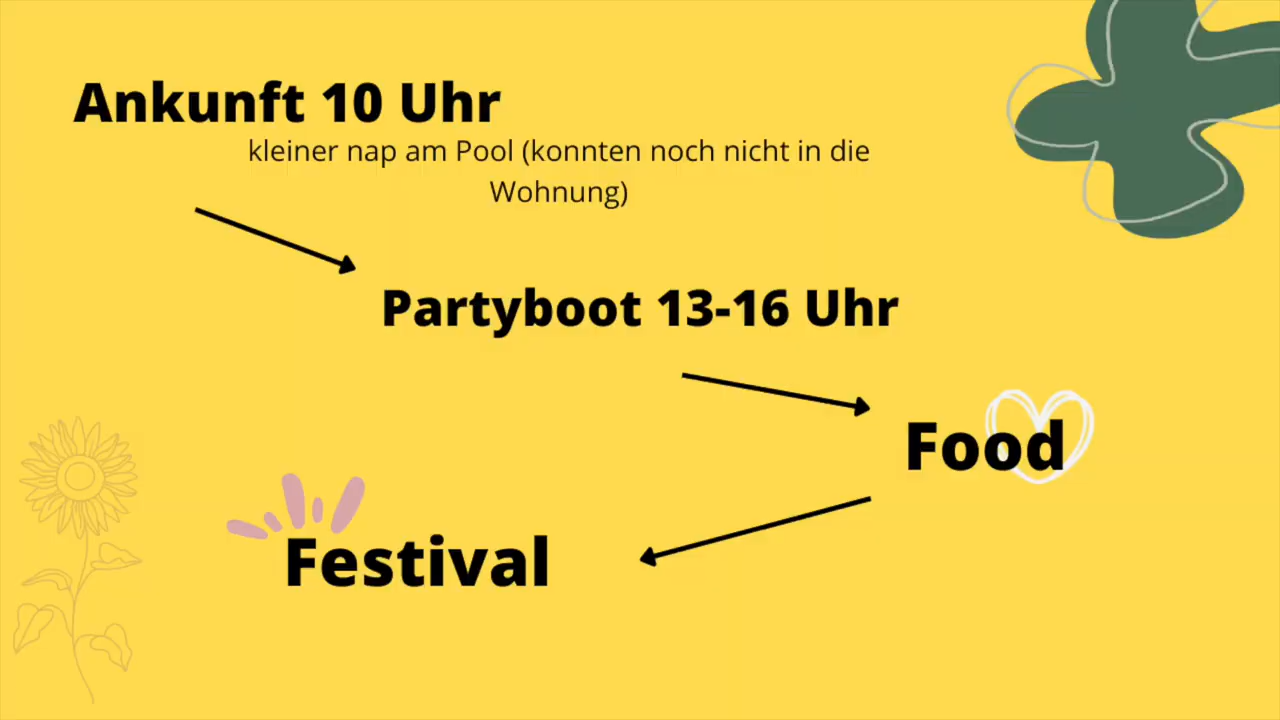 Ankunft 10 Uhr
kleiner nap am Pool (konnten noch nicht in die
Wohnung)
Partyboot 13-16 Uhr
Food
Festival